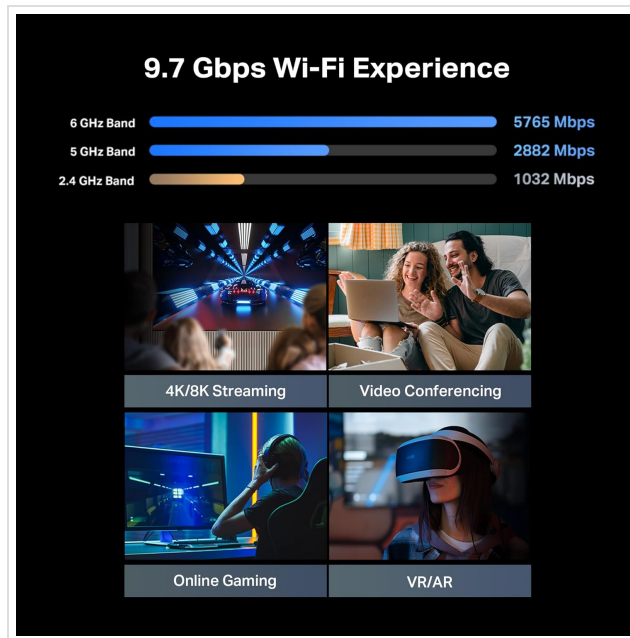 9.7 Gbps Wi-Fi Experience
6 GHz Band 5765 Mbps
5 GHz Band 2882 Mbps
2.4 GHz Band 1032 Mbps
4K/8K Streaming
Video Conferencing
Online Gaming
VR/AR